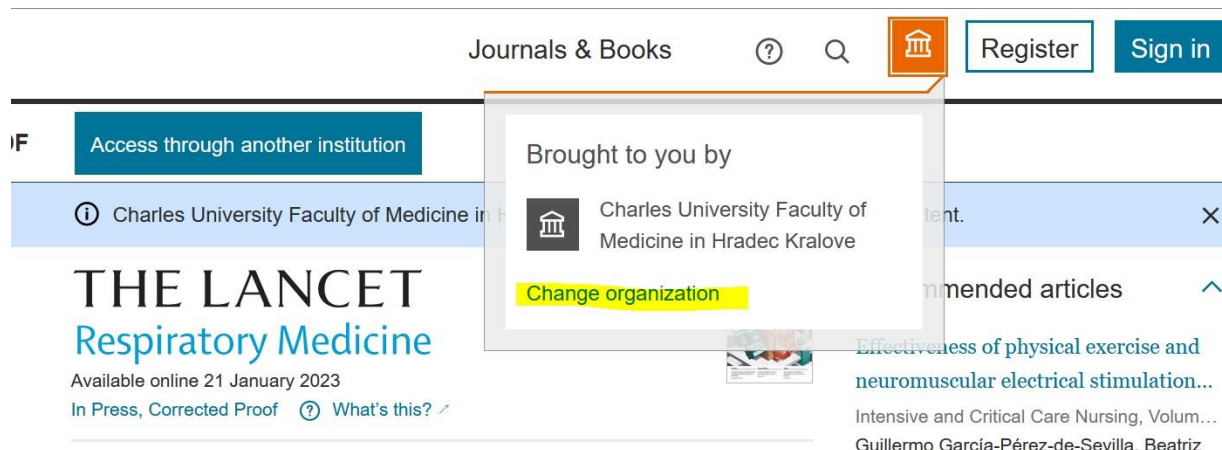 Journals & Books
Register
Sign in
Access through another institution
Brought to you by
Charles University Faculty of
Medicine in Hradec Kralove
Change organization
Charles University Faculty of Medicine in
tent.
THE LANCET
Respiratory Medicine
Available online 21 January 2023
In Press, Corrected Proof
What's this?
mmended articles
Effectiveness of physical exercise and
neuromuscular electrical stimulation...
Intensive and Critical Care Nursing, Volum...
Guillermo García-Pérez-de-Sevilla, Beatriz